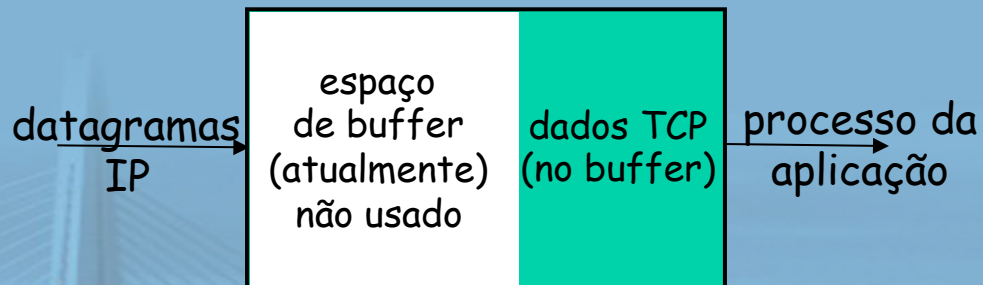 datagramas
IP
espaço
de buffer
(atualmente)
não usado
dados TCP
(no buffer)
processo da
aplicação